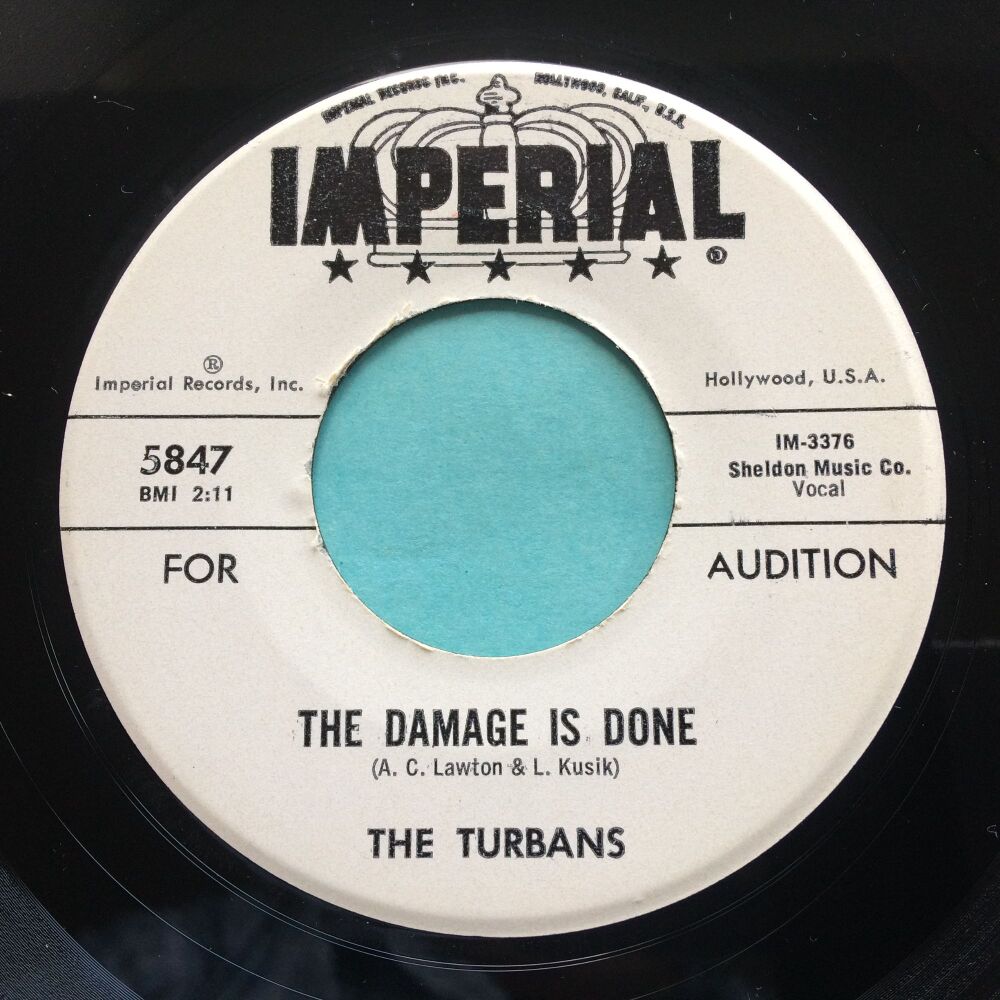 IMPERIAL RECORDS INC. HOLLYWOOD, CALIF., U.S.A.
IMPERIAL
®
®
Imperial Records, Inc. Hollywood, U.S.A.
5847
BMI 2:11
IM-3376
Sheldon Music Co.
Vocal
FOR AUDITION
THE DAMAGE IS DONE
(A. C. Lawton & L. Kusik)
THE TURBANS